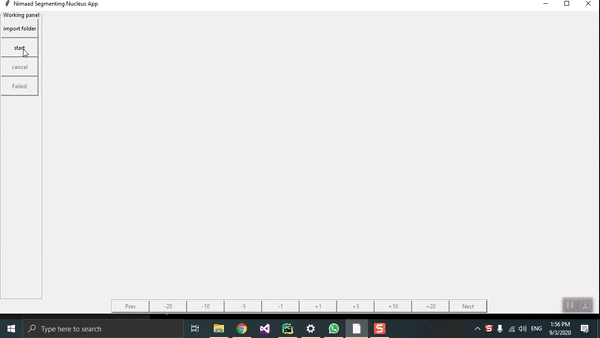 Nimaad Segmenting Nucleus App
Working panel
import folder
start
cancel
Failed
Prev -20 -10 -5 -1 +1 +5 +10 +20 Next
Type here to search
ENG
1:56 PM
9/3/2020